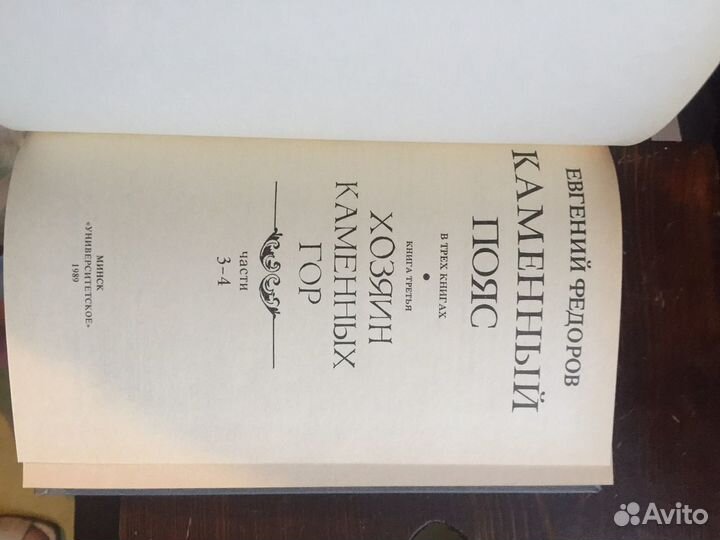 ЕВГЕНИЙ ФЕДОРОВ
КАМЕННЫЙ
ПОЯС
В ТРЕХ КНИГАХ
КНИГА ТРЕТЬЯ
ХОЗЯИН
КАМЕННЫХ
ГОР
части
3–4
МИНСК
«УНИВЕРСИТЕТСКОЕ»
1989
Avito